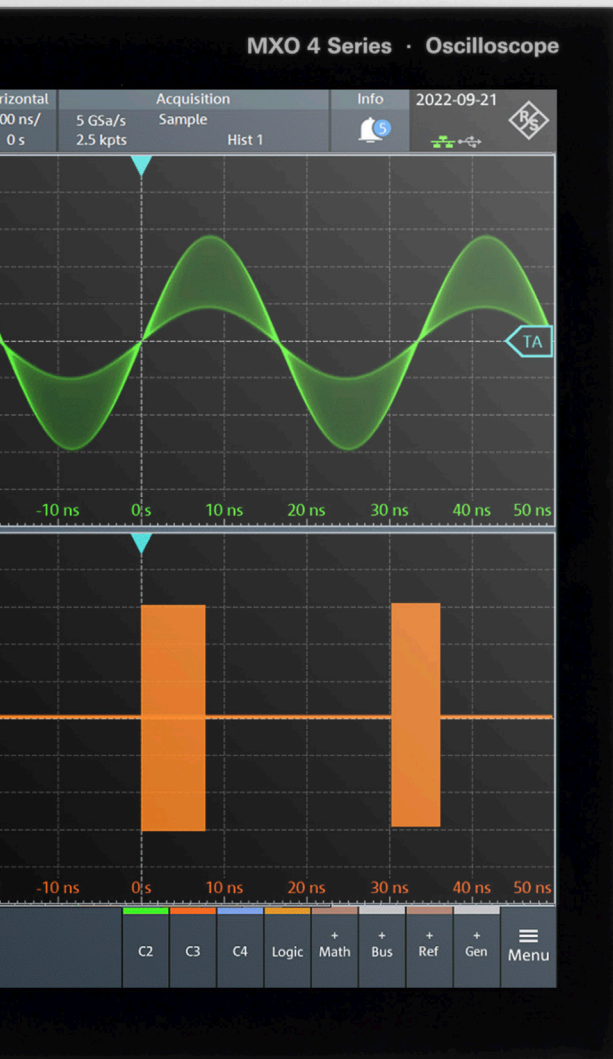 MXO 4 Series · Oscilloscope
rizontal Acquisition Info 2022-09-21
00 ns/ 5 GSa/s Sample 5
0 s 2.5 kpts Hist 1
R&S
TA
-10 ns 0s 10 ns 20 ns 30 ns 40 ns 50 ns
-10 ns 0s 10 ns 20 ns 30 ns 40 ns 50 ns
C2 C3 C4 Logic + Math + Bus + Ref + Gen Menu